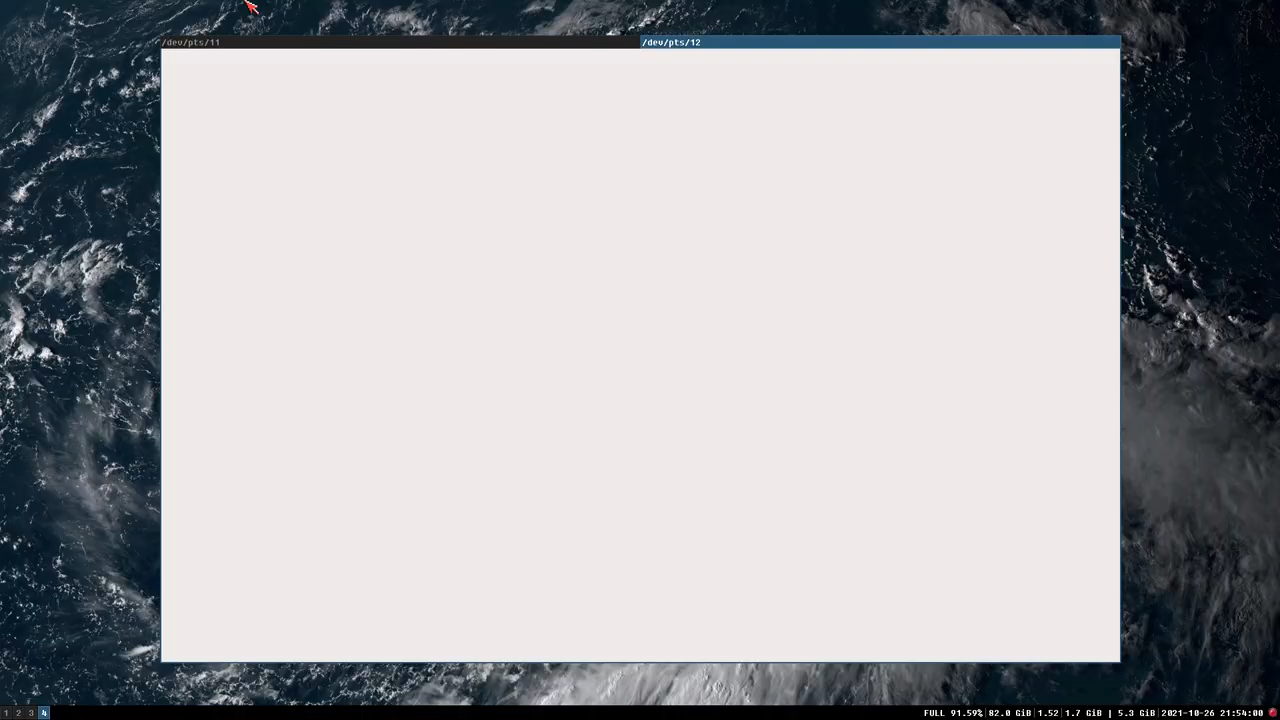 /dev/pts/11
/dev/pts/12
1 2 3 4
FULL 91.59% 82.0 GiB 1.52 1.7 GiB | 5.3 GiB 2021-10-26 21:54:00